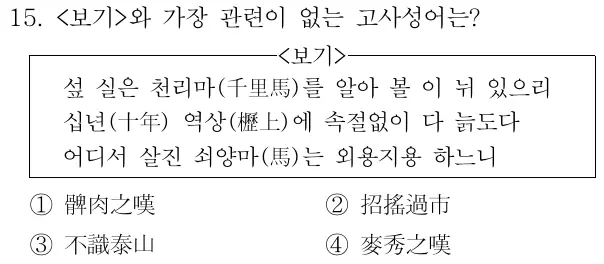 15. <보기>와 가장 관련이 없는 고사성어는?
<보기>
섶 실은 천리마(千里馬)를 알아 볼 이 뉘 있으리
십년(十年) 역상(櫪上)에 속절없이 다 늙도다
어디서 살진 쇠양마(馬)는 외용지용 하느니
① 髀肉之嘆 ② 招搖過市
③ 不識泰山 ④ 麥秀之嘆